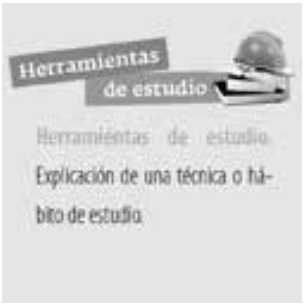 Herramientas
de estudio
Herramientas de estudio.
Explicación de una técnica o há-
bito de estudio.